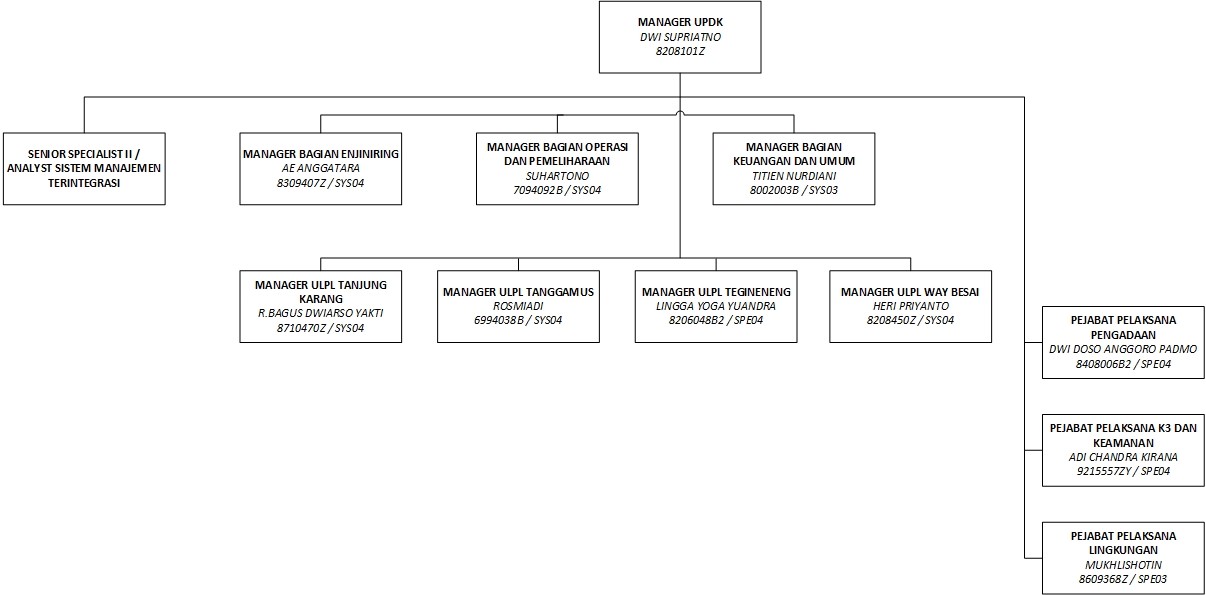 MANAGER UPDK
DWI SUPRIATNO
8208101Z
SENIOR SPECIALIST II /
ANALYST SISTEM MANAJEMEN
TERINTEGRASI
MANAGER BAGIAN ENJINIRING
AE ANGGATARA
8309407Z / SYS04
MANAGER BAGIAN OPERASI
DAN PEMELIHARAAN
SUHARTONO
7094092B / SYS04
MANAGER BAGIAN
KEUANGAN DAN UMUM
TITIEN NURDIANI
8002003B / SYS03
MANAGER ULPL TANJUNG
KARANG
R.BAGUS DWIARSO YAKTI
8710470Z / SYS04
MANAGER ULPL TANGGAMUS
ROSMIADI
6994038B / SYS04
MANAGER ULPL TEGINENENG
LINGGA YOGA YUANDRA
8206048B2 / SPE04
MANAGER ULPL WAY BESAI
HERI PRIYANTO
8208450Z / SYS04
PEJABAT PELAKSANA
PENGADAAN
DWI DOSO ANGGORO PADMO
8408006B2 / SPE04
PEJABAT PELAKSANA K3 DAN
KEAMANAN
ADI CHANDRA KIRANA
9215557ZY / SPE04
PEJABAT PELAKSANA
LINGKUNGAN
MUKHLISHOTIN
8609368Z / SPE03